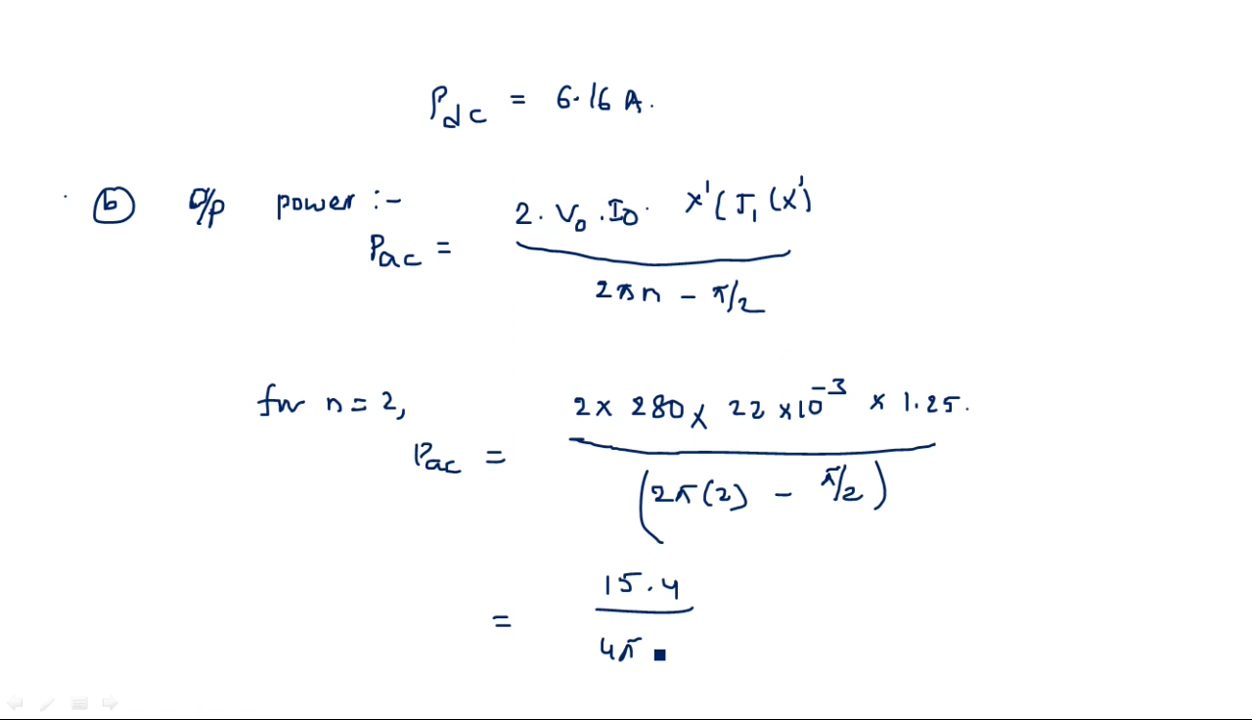 Pdc = 6.16 A.
(b) O/p power :-
Pac = 2. V0 . I0. X'(J1(X') / 2πn - π/2
for n = 2,
Pac = 2 x 280 x 22 x10^-3 x 1.25. / (2π(2) - π/2)
= 15.4 / 4π